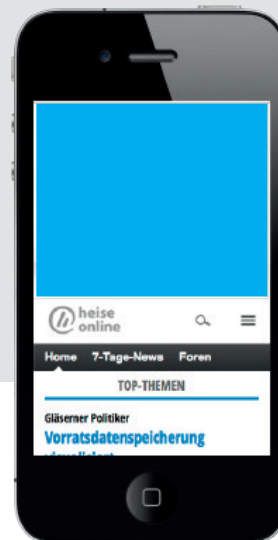 heise
online
Home 7-Tage-News Foren
TOP-THEMEN
Gläserner Politiker
Vorratsdatenspeicherung